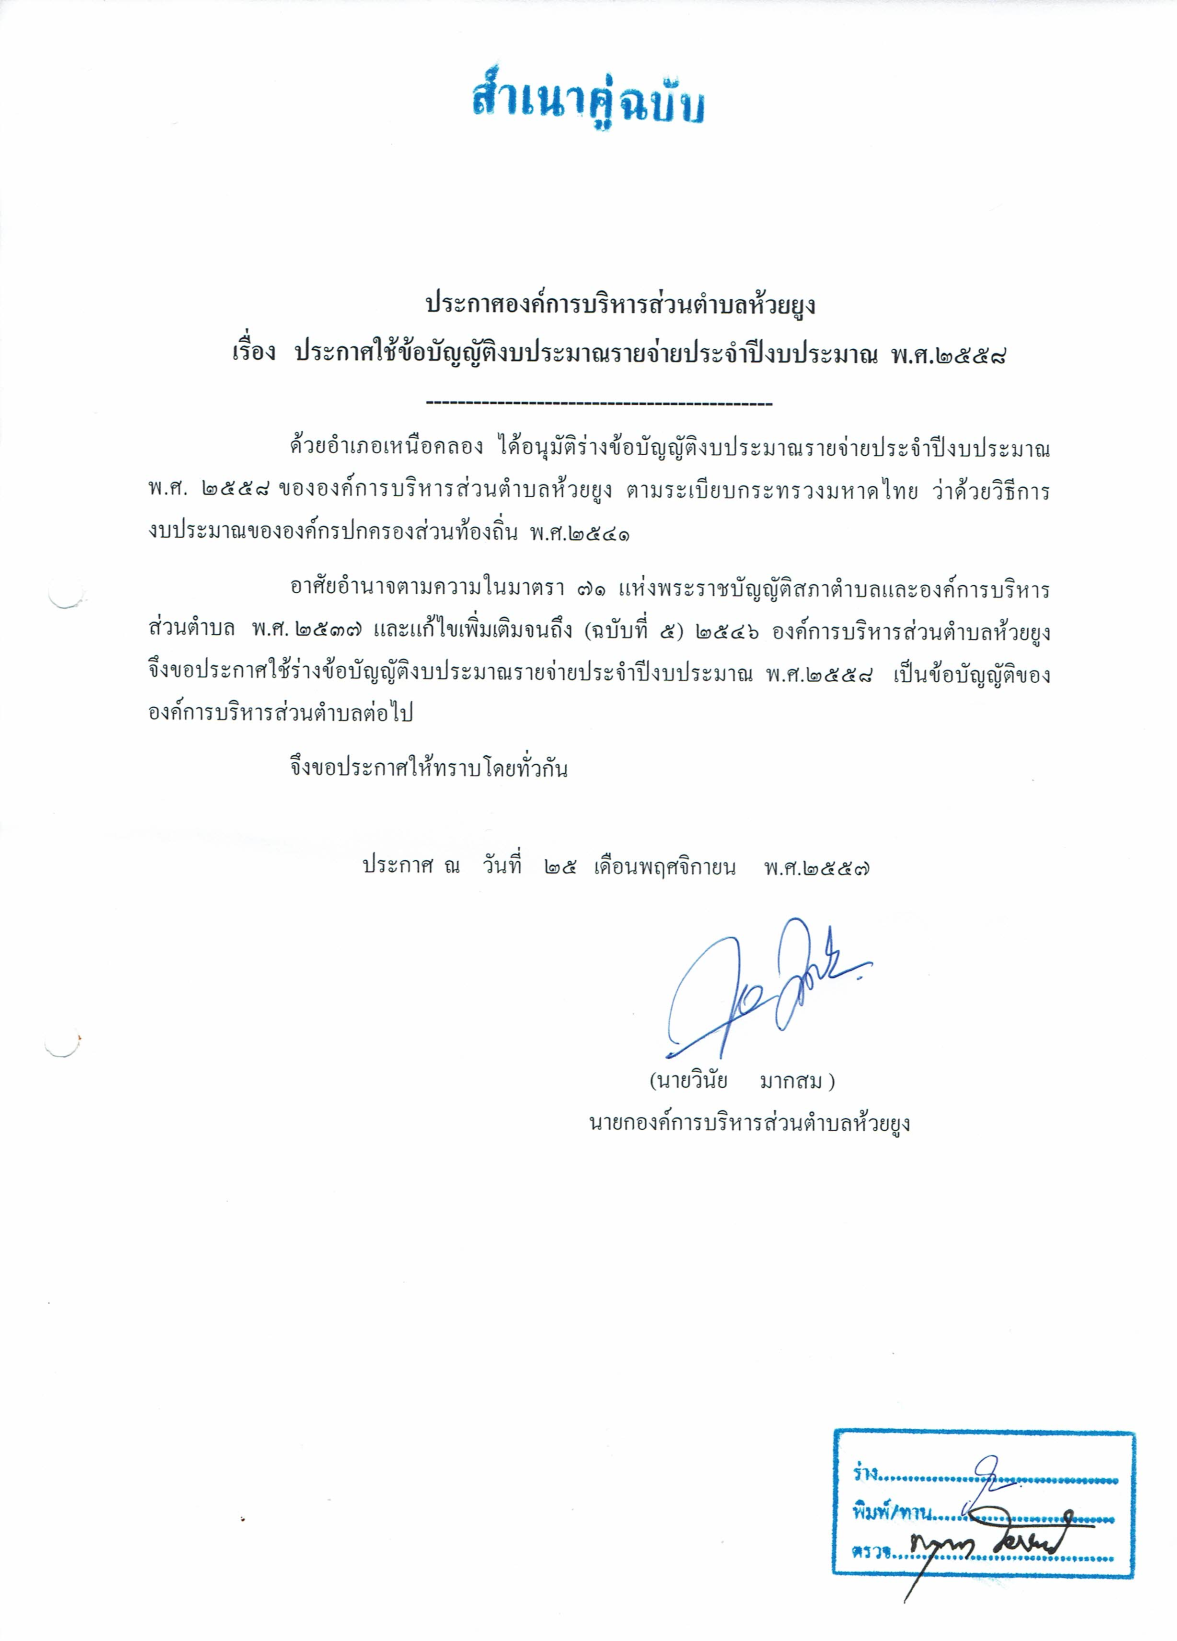 สำเนาคู่ฉบับ
ประกาศองค์การบริหารส่วนตำบลห้วยยูง
เรื่อง ประกาศใช้ข้อบัญญัติงบประมาณรายจ่ายประจำปีงบประมาณ พ.ศ.๒๕๕๘
--------------------------------------------
ด้วยอำเภอเหนือคลอง ได้อนุมัติร่างข้อบัญญัติงบประมาณรายจ่ายประจำปีงบประมาณ
พ.ศ. ๒๕๕๘ ขององค์การบริหารส่วนตำบลห้วยยูง ตามระเบียบกระทรวงมหาดไทย ว่าด้วยวิธีการ
งบประมาณขององค์กรปกครองส่วนท้องถิ่น พ.ศ.๒๕๔๑
อาศัยอำนาจตามความในมาตรา ๗๑ แห่งพระราชบัญญัติสภาตำบลและองค์การบริหาร
ส่วนตำบล พ.ศ. ๒๕๓๗ และแก้ไขเพิ่มเติมจนถึง (ฉบับที่ ๕) ๒๕๔๖ องค์การบริหารส่วนตำบลห้วยยูง
จึงขอประกาศใช้ร่างข้อบัญญัติงบประมาณรายจ่ายประจำปีงบประมาณ พ.ศ.๒๕๕๘ เป็นข้อบัญญัติของ
องค์การบริหารส่วนตำบลต่อไป
จึงขอประกาศให้ทราบโดยทั่วกัน
ประกาศ ณ วันที่ ๒๕ เดือนพฤศจิกายน พ.ศ.๒๕๕๗
(นายวินัย มากสม )
นายกองค์การบริหารส่วนตำบลห้วยยูง
ร่าง
พิมพ์/ทาน
ตรวจ